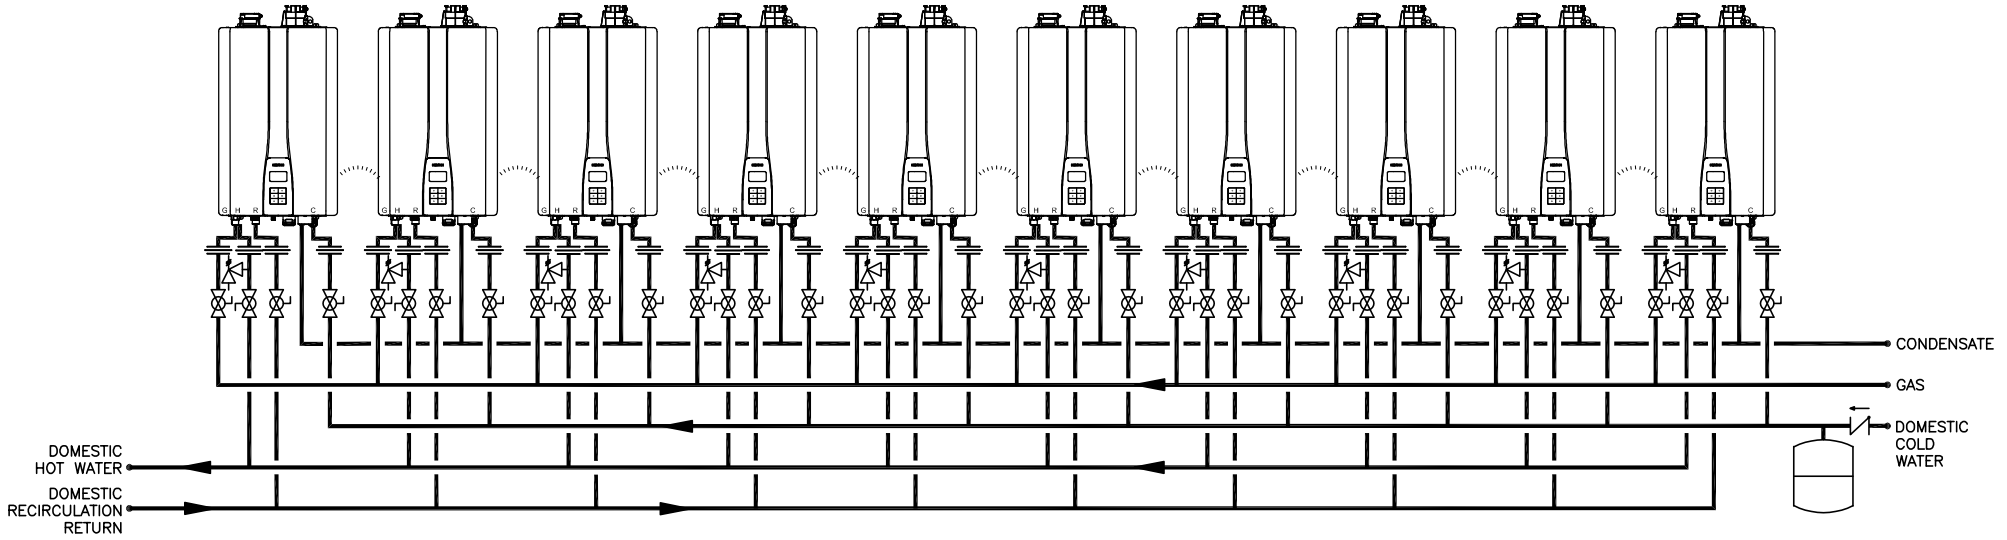 G H R C
G H R C
G H R C
G H R C
G H R C
G H R C
G H R C
G H R C
G H R C
G H R C
CONDENSATE
GAS
DOMESTIC
COLD
WATER
DOMESTIC
HOT WATER
DOMESTIC
RECIRCULATION
RETURN